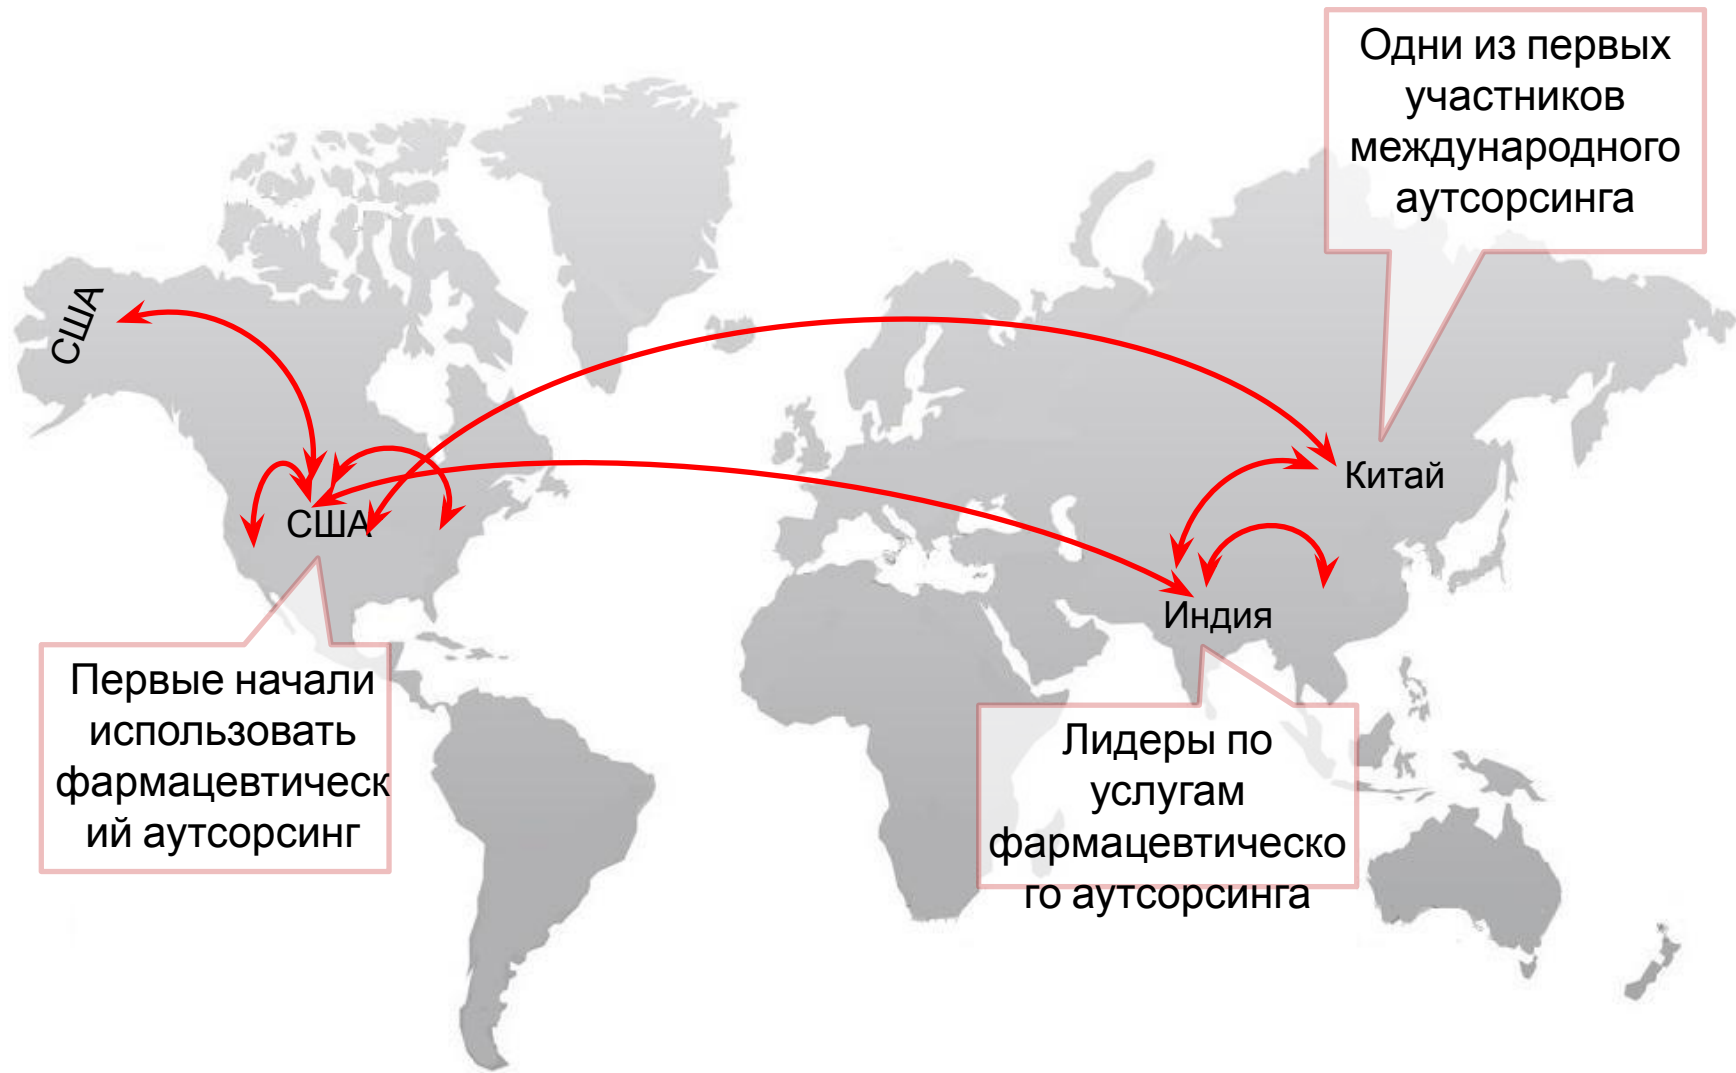 Одни из первых
участников
международного
аутсорсинга
США
Китай
США
Индия
Первые начали
использовать
фармацевтическ
ий аутсорсинг
Лидеры по
услугам
фармацевтическо
го аутсорсинга